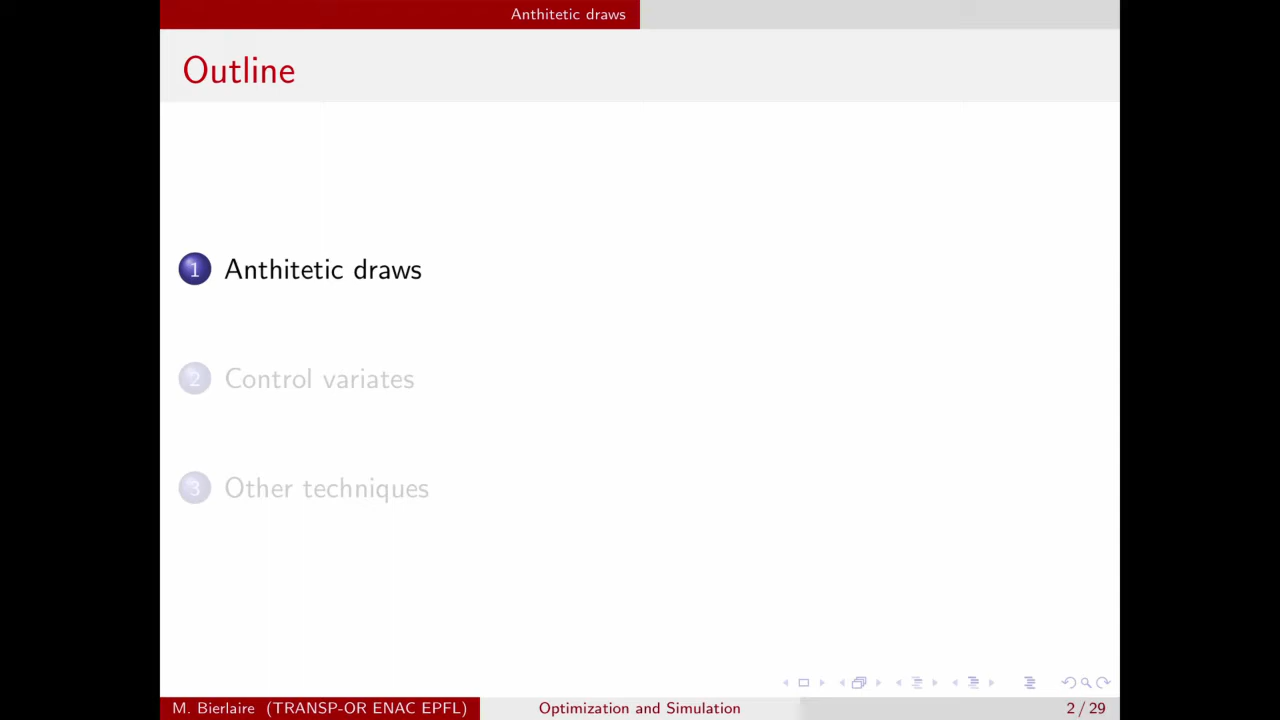 Anthitetic draws
Outline
1 Anthitetic draws
2 Control variates
3 Other techniques
M. Bierlaire (TRANSP-OR ENAC EPFL) Optimization and Simulation 2 / 29